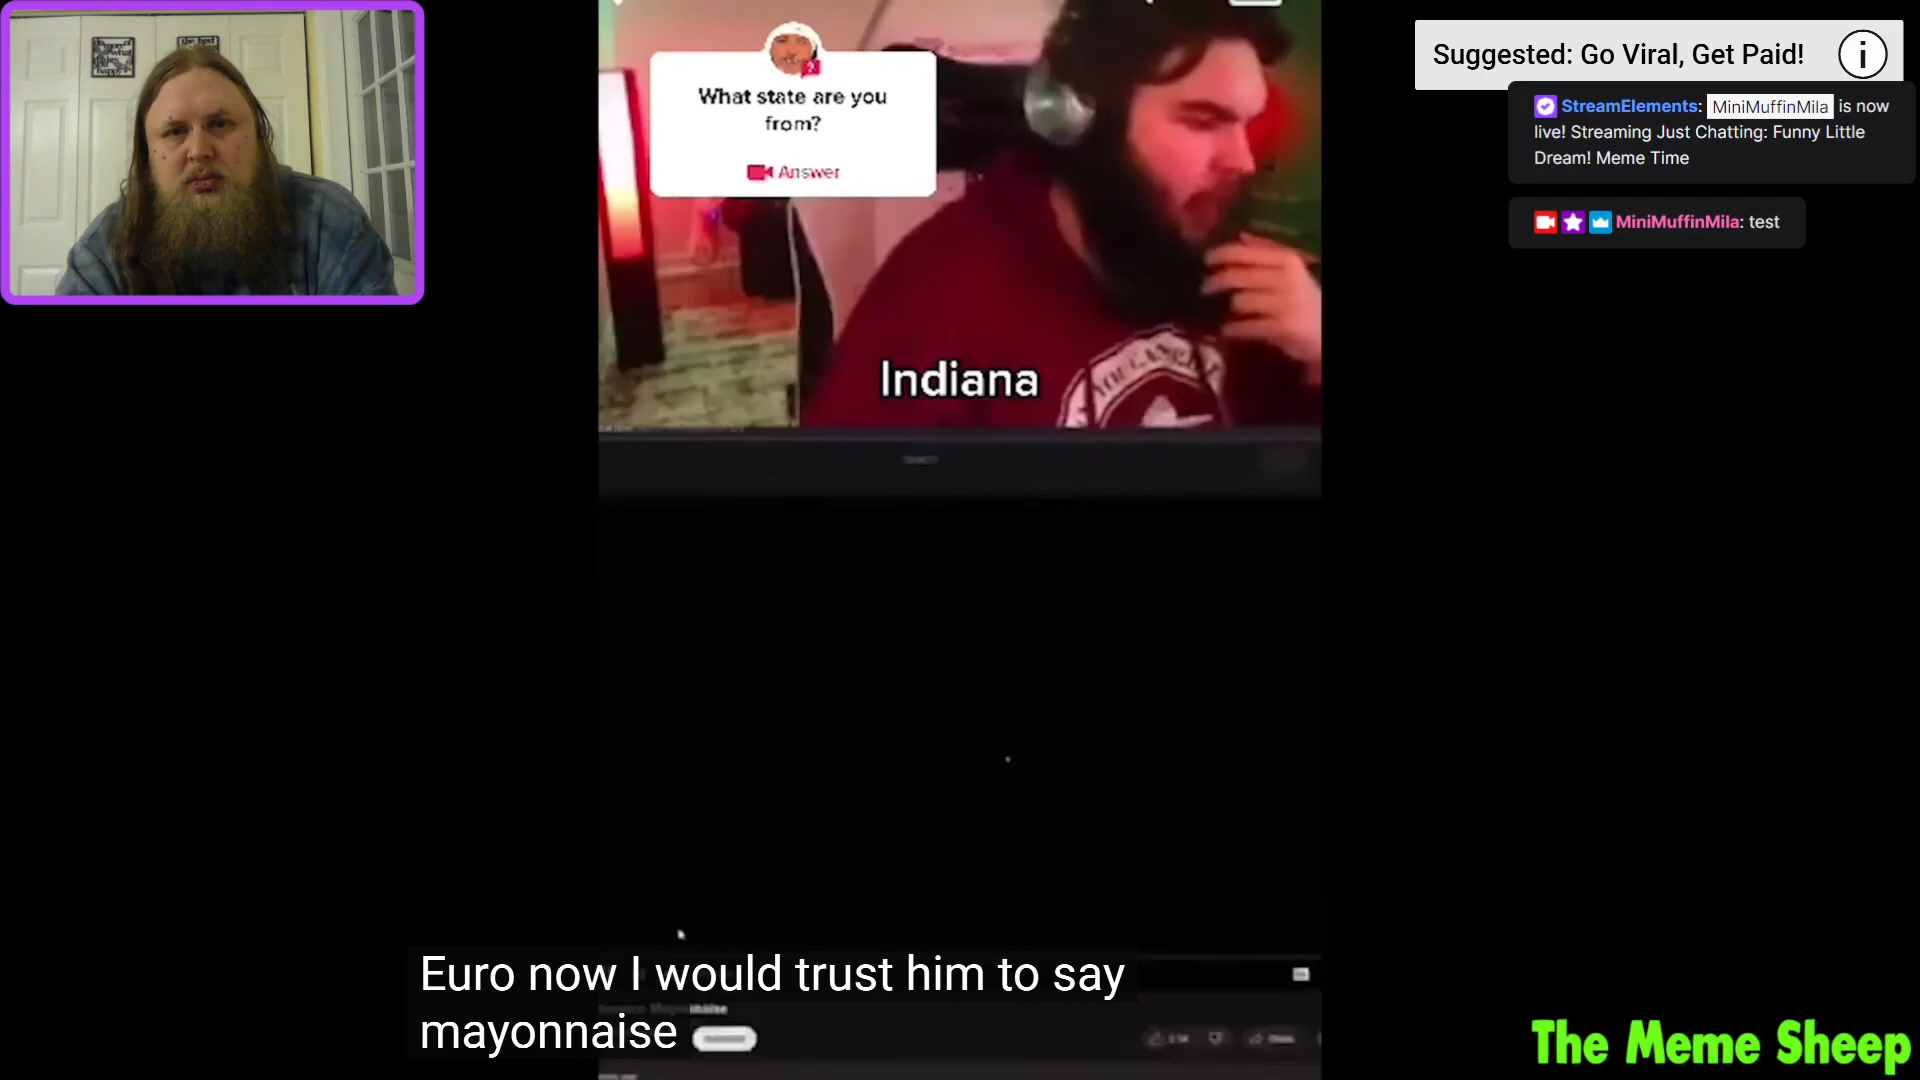 What state are you
from?
Answer
Indiana
Suggested: Go Viral, Get Paid!
StreamElements: MiniMuffinMila is now
live! Streaming Just Chatting: Funny Little
Dream! Meme Time
MiniMuffinMila: test
Euro now I would trust him to say
mayonnaise
The Meme Sheep